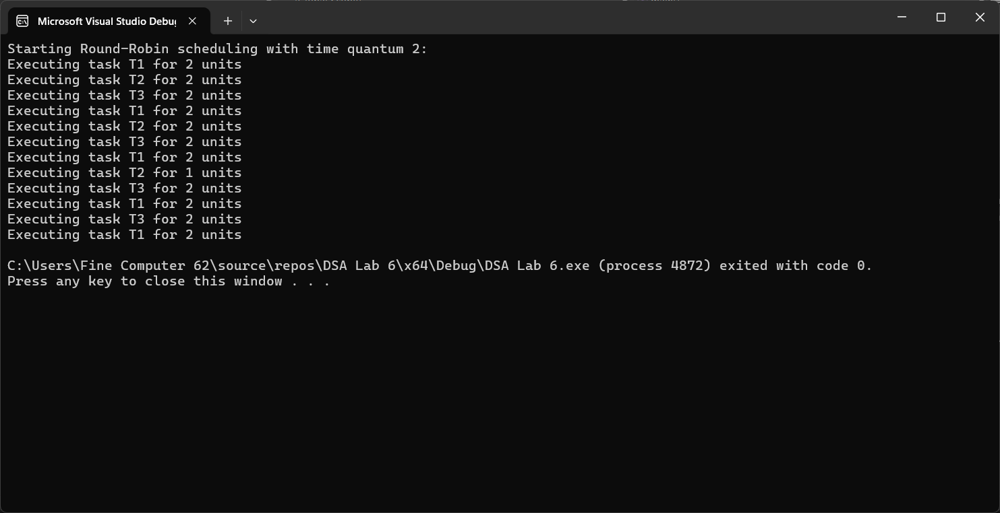 Microsoft Visual Studio Debug
Starting Round-Robin scheduling with time quantum 2:
Executing task T1 for 2 units
Executing task T2 for 2 units
Executing task T3 for 2 units
Executing task T1 for 2 units
Executing task T2 for 2 units
Executing task T3 for 2 units
Executing task T1 for 2 units
Executing task T2 for 1 units
Executing task T3 for 2 units
Executing task T1 for 2 units
Executing task T3 for 2 units
Executing task T1 for 2 units
C:\Users\Fine Computer 62\source\repos\DSA Lab 6\x64\Debug\DSA Lab 6.exe (process 4872) exited with code 0.
Press any key to close this window . . .